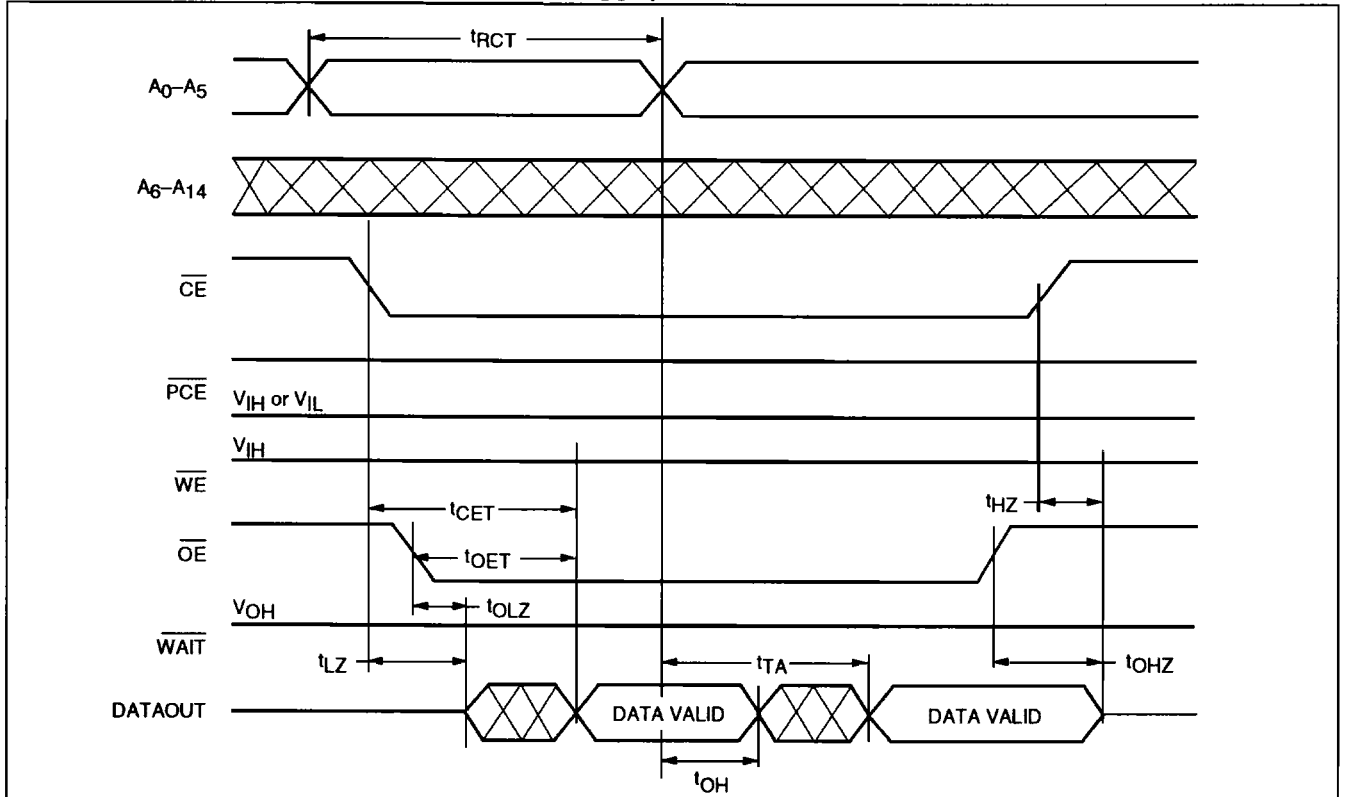 tRCT
A0–A5
A6–A14
CE
PCE
VIH or VIL
VIH
WE
tHZ
tCET
OE
tOET
VOH
tOLZ
WAIT
tLZ
tTA
tOHZ
DATAOUT
DATA VALID
DATA VALID
tOH